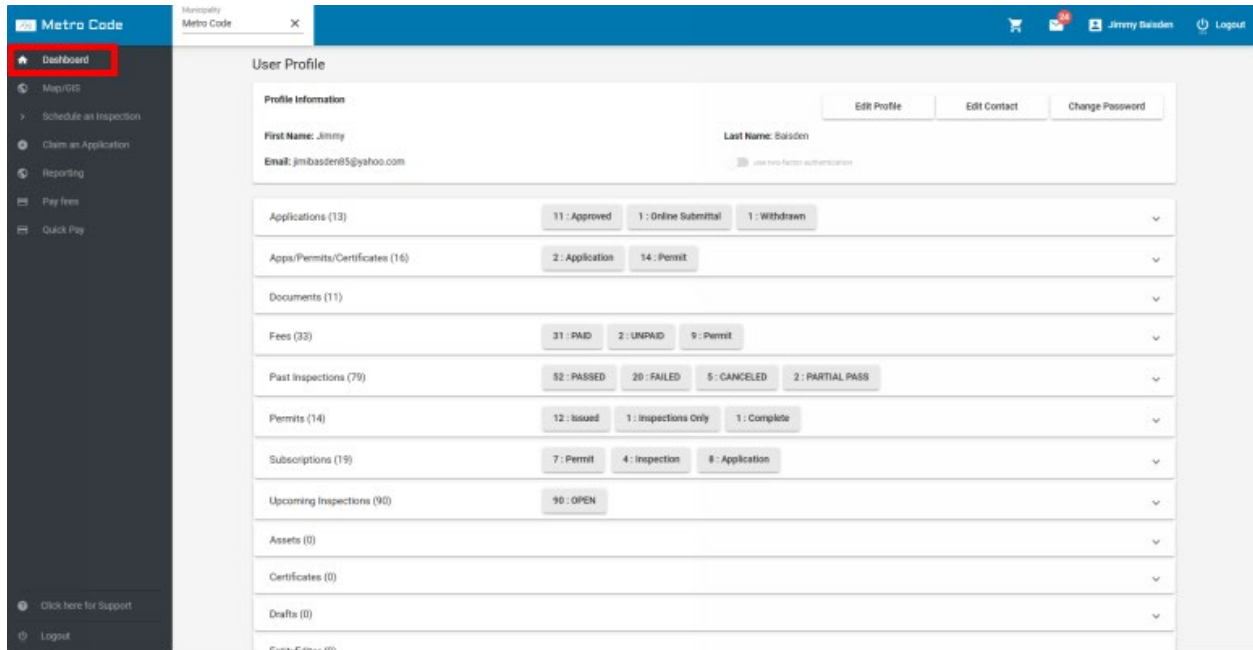 Metro Code
Municipality
Metro Code
24
Jimmy Baisden
Logout
Dashboard
Map/GIS
Schedule an Inspection
Claim an Application
Reporting
Pay fees
Quick Pay
Click here for Support
Logout
User Profile
Profile Information
Edit Profile
Edit Contact
Change Password
First Name: Jimmy
Last Name: Baisden
Email: jimibasden85@yahoo.com
use two-factor authentication
Applications (13) 11 : Approved 1 : Online Submittal 1 : Withdrawn
Apps/Permits/Certificates (16) 2 : Application 14 : Permit
Documents (11)
Fees (33) 31 : PAID 2 : UNPAID 9 : Permit
Past Inspections (79) 52 : PASSED 20 : FAILED 5 : CANCELED 2 : PARTIAL PASS
Permits (14) 12 : Issued 1 : Inspections Only 1 : Complete
Subscriptions (19) 7 : Permit 4 : Inspection 8 : Application
Upcoming Inspections (90) 90 : OPEN
Assets (0)
Certificates (0)
Drafts (0)